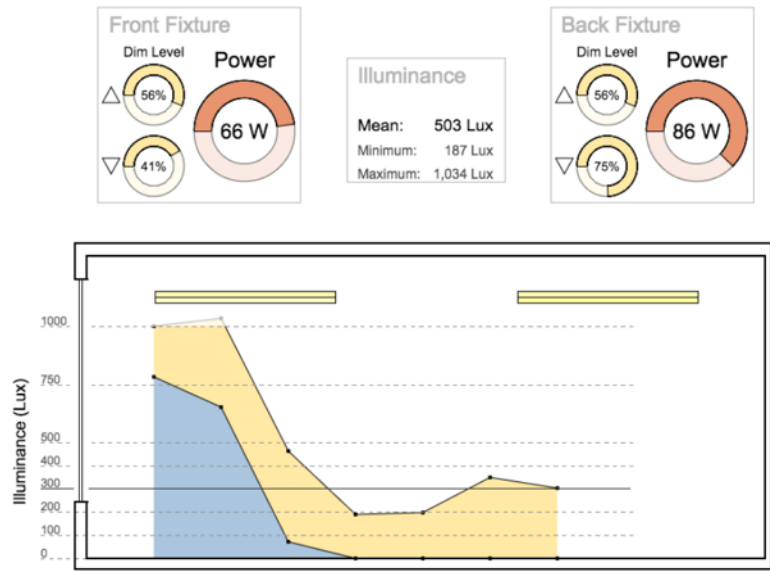 Front Fixture
Dim Level
Power
56%
66 W
41%
Illuminance
Mean: 503 Lux
Minimum: 187 Lux
Maximum: 1,034 Lux
Back Fixture
Dim Level
Power
56%
86 W
75%
Illuminance (Lux)
1000
750
500
400
300
200
100
0